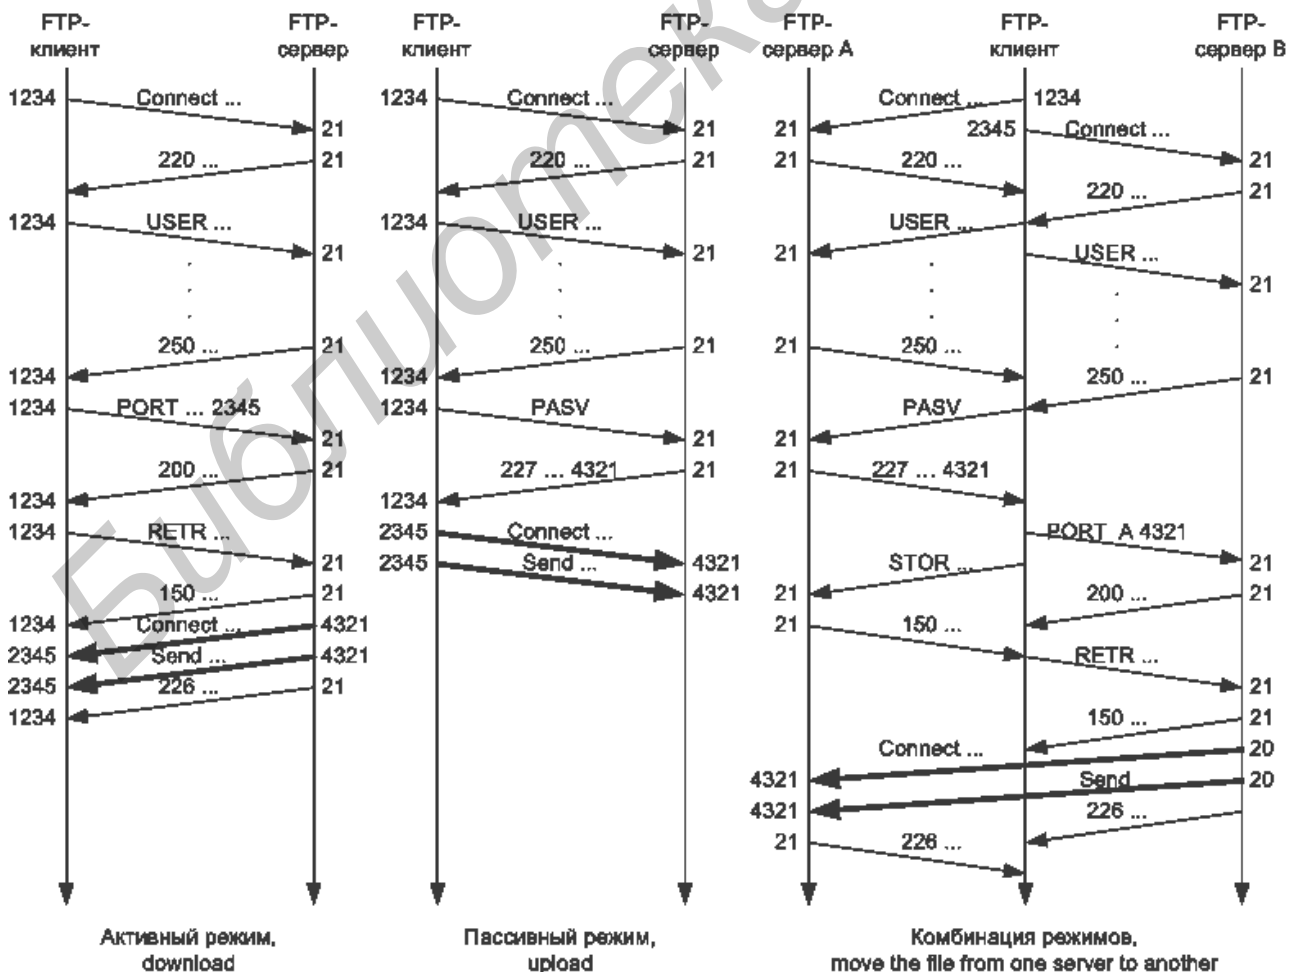 FTP-
клиент
FTP-
сервер
1234 Connect ...
21
220 ... 21
1234 USER ...
21
250 ... 21
1234
1234 PORT ... 2345
21
200 ... 21
1234
1234 RETR ...
21
150 ... 21
1234 Connect ... 4321
2345 Send ... 4321
2345 226 ... 21
1234
Активный режим,
download
FTP-
клиент
FTP-
сервер
1234 Connect ...
21
220 ... 21
1234 USER ...
21
250 ... 21
1234
1234 PASV
21
227 ... 4321 21
1234
2345 Connect ...
2345 Send ... 4321
4321
Пассивный режим,
upload
FTP-
сервер A
FTP-
клиент
FTP-
сервер B
Connect ... 1234
21 2345 Connect ...
21 220 ... 21
220 ... 21
USER ...
21 USER ...
21
21 250 ...
250 ... 21
PASV
21
21 227 ... 4321
PORT A 4321
STOR ... 21
21 200 ... 21
21 150 ...
RETR ...
21
150 ... 21
Connect ... 20
4321 Send 20
4321 226 ...
21 226 ...
Комбинация режимов,
move the file from one server to another
Библиотека